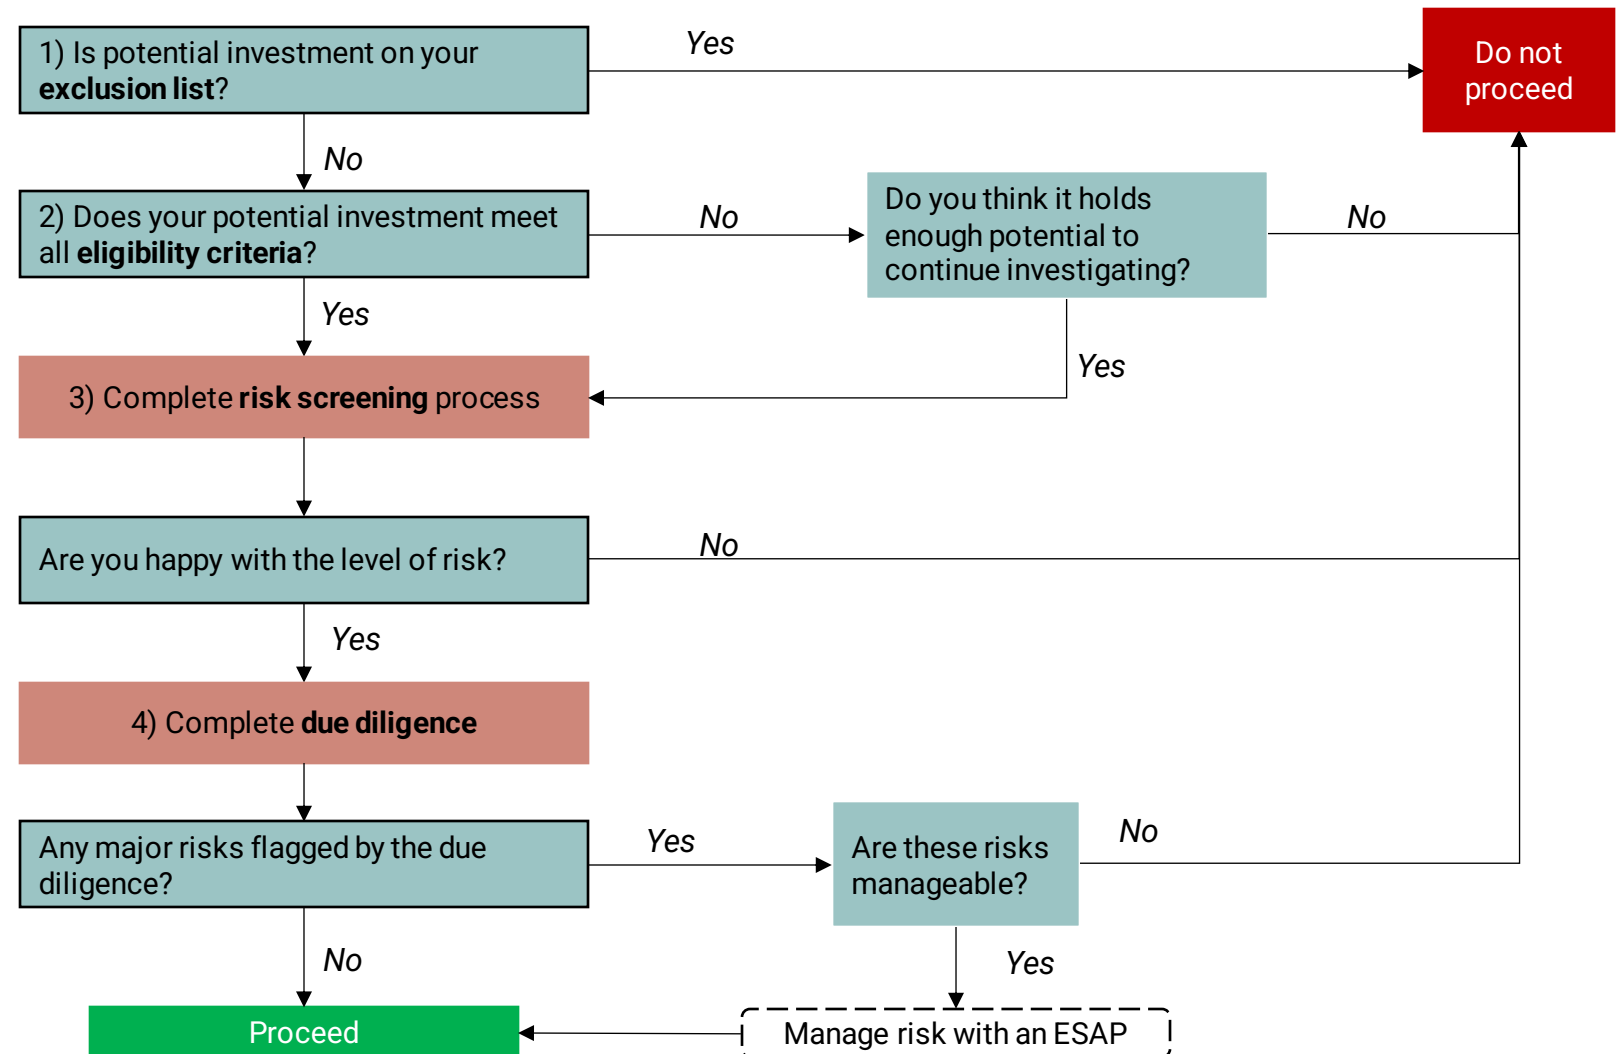 1) Is potential investment on your
exclusion list?
Yes
Do not
proceed
No
2) Does your potential investment meet
all eligibility criteria?
No
Do you think it holds
enough potential to
continue investigating?
No
Yes
Yes
3) Complete risk screening process
Are you happy with the level of risk?
No
Yes
4) Complete due diligence
Any major risks flagged by the due
diligence?
Yes
Are these risks
manageable?
No
No
Yes
Proceed
Manage risk with an ESAP